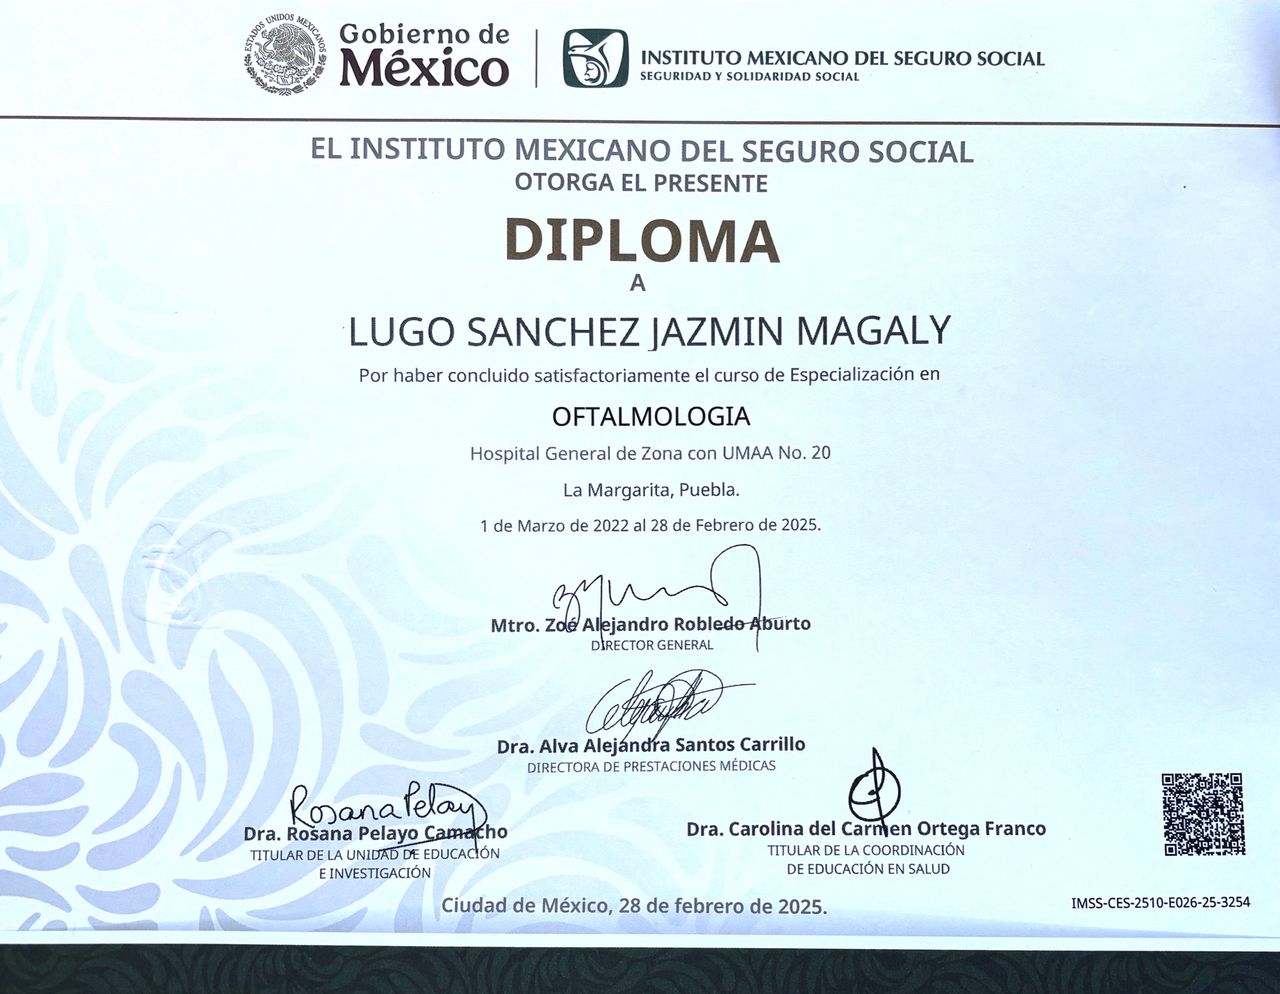 ESTADOS UNIDOS MEXICANOS
Gobierno de
México
INSTITUTO MEXICANO DEL SEGURO SOCIAL
SEGURIDAD Y SOLIDARIDAD SOCIAL
EL INSTITUTO MEXICANO DEL SEGURO SOCIAL
OTORGA EL PRESENTE
DIPLOMA
A
LUGO SANCHEZ JAZMIN MAGALY
Por haber concluido satisfactoriamente el curso de Especialización en
OFTALMOLOGIA
Hospital General de Zona con UMAA No. 20
La Margarita, Puebla.
1 de Marzo de 2022 al 28 de Febrero de 2025.
Mtro. Zoé Alejandro Robledo Aburto
DIRECTOR GENERAL
Dra. Alva Alejandra Santos Carrillo
DIRECTORA DE PRESTACIONES MÉDICAS
Rosana Pelayo
Dra. Rosana Pelayo Camacho
TITULAR DE LA UNIDAD DE EDUCACIÓN
E INVESTIGACIÓN
Dra. Carolina del Carmen Ortega Franco
TITULAR DE LA COORDINACIÓN
DE EDUCACIÓN EN SALUD
Ciudad de México, 28 de febrero de 2025.
IMSS-CES-2510-E026-25-3254